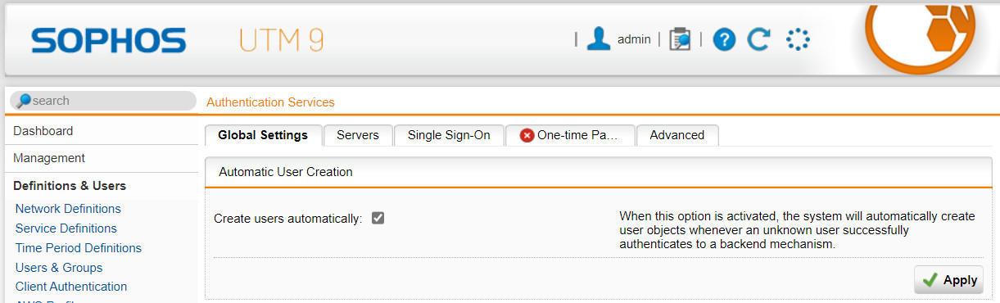 SOPHOS UTM 9
| admin | |
search
Authentication Services
Dashboard
Management
Definitions & Users
Network Definitions
Service Definitions
Time Period Definitions
Users & Groups
Client Authentication
Global Settings Servers Single Sign-On One-time Pa... Advanced
Automatic User Creation
Create users automatically:
When this option is activated, the system will automatically create
user objects whenever an unknown user successfully
authenticates to a backend mechanism.
Apply